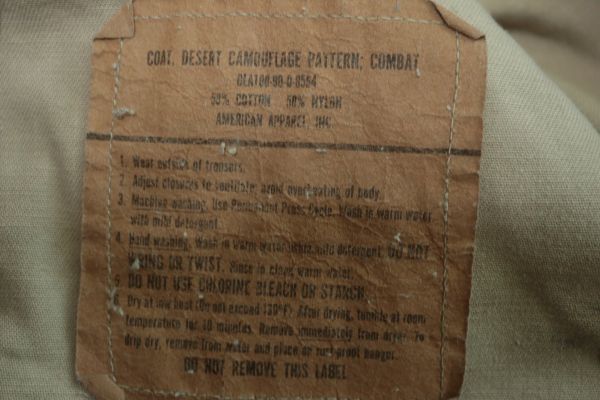 COAT, DESERT CAMOUFLAGE PATTERN: COMBAT
DLA100-90-D-0554
50% COTTON 50% NYLON
AMERICAN APPAREL, INC.
1. Wear outside of trousers.
2. Adjust closures to ventilate; avoid overheating of body.
3. Machine washing. Use Permanent Press Cycle. Wash in warm water
with mild detergent.
4. Hand washing. Wash in warm water using mild detergent. DO NOT
WRING OR TWIST. Rinse in clean warm water.
5. DO NOT USE CHLORINE BLEACH OR STARCH.
6. Dry at low heat (Do not exceed 130°F). After drying, tumble at room
temperature for 10 minutes. Remove immediately from dryer. To
drip dry, remove from water and place on rust-proof hanger.
DO NOT REMOVE THIS LABEL